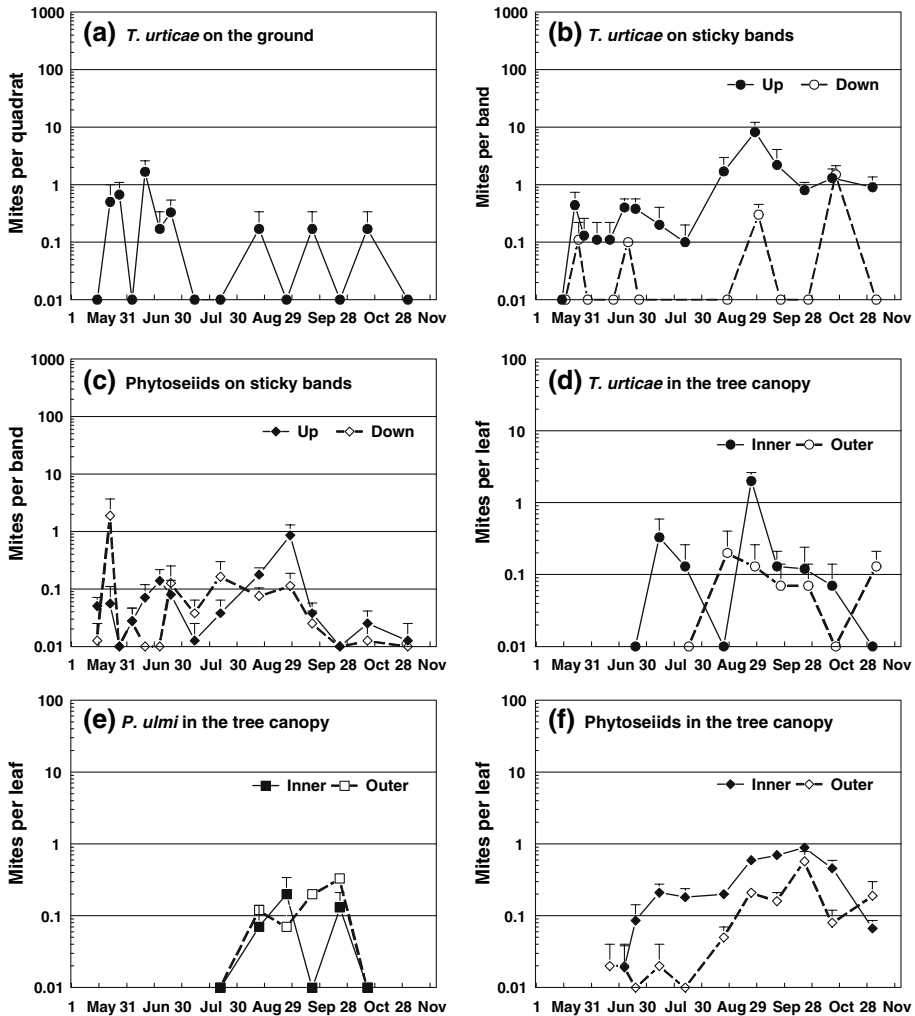 (a) T. urticae on the ground
Mites per quadrat
1000
100
10
1
0.1
0.01
1 May 31 Jun 30 Jul 30 Aug 29 Sep 28 Oct 28 Nov
(b) T. urticae on sticky bands
Up Down
Mites per band
1000
100
10
1
0.1
0.01
1 May 31 Jun 30 Jul 30 Aug 29 Sep 28 Oct 28 Nov
(c) Phytoseiids on sticky bands
Up Down
Mites per band
1000
100
10
1
0.1
0.01
1 May 31 Jun 30 Jul 30 Aug 29 Sep 28 Oct 28 Nov
(d) T. urticae in the tree canopy
Inner Outer
Mites per leaf
100
10
1
0.1
0.01
1 May 31 Jun 30 Jul 30 Aug 29 Sep 28 Oct 28 Nov
(e) P. ulmi in the tree canopy
Inner Outer
Mites per leaf
100
10
1
0.1
0.01
1 May 31 Jun 30 Jul 30 Aug 29 Sep 28 Oct 28 Nov
(f) Phytoseiids in the tree canopy
Inner Outer
Mites per leaf
100
10
1
0.1
0.01
1 May 31 Jun 30 Jul 30 Aug 29 Sep 28 Oct 28 Nov